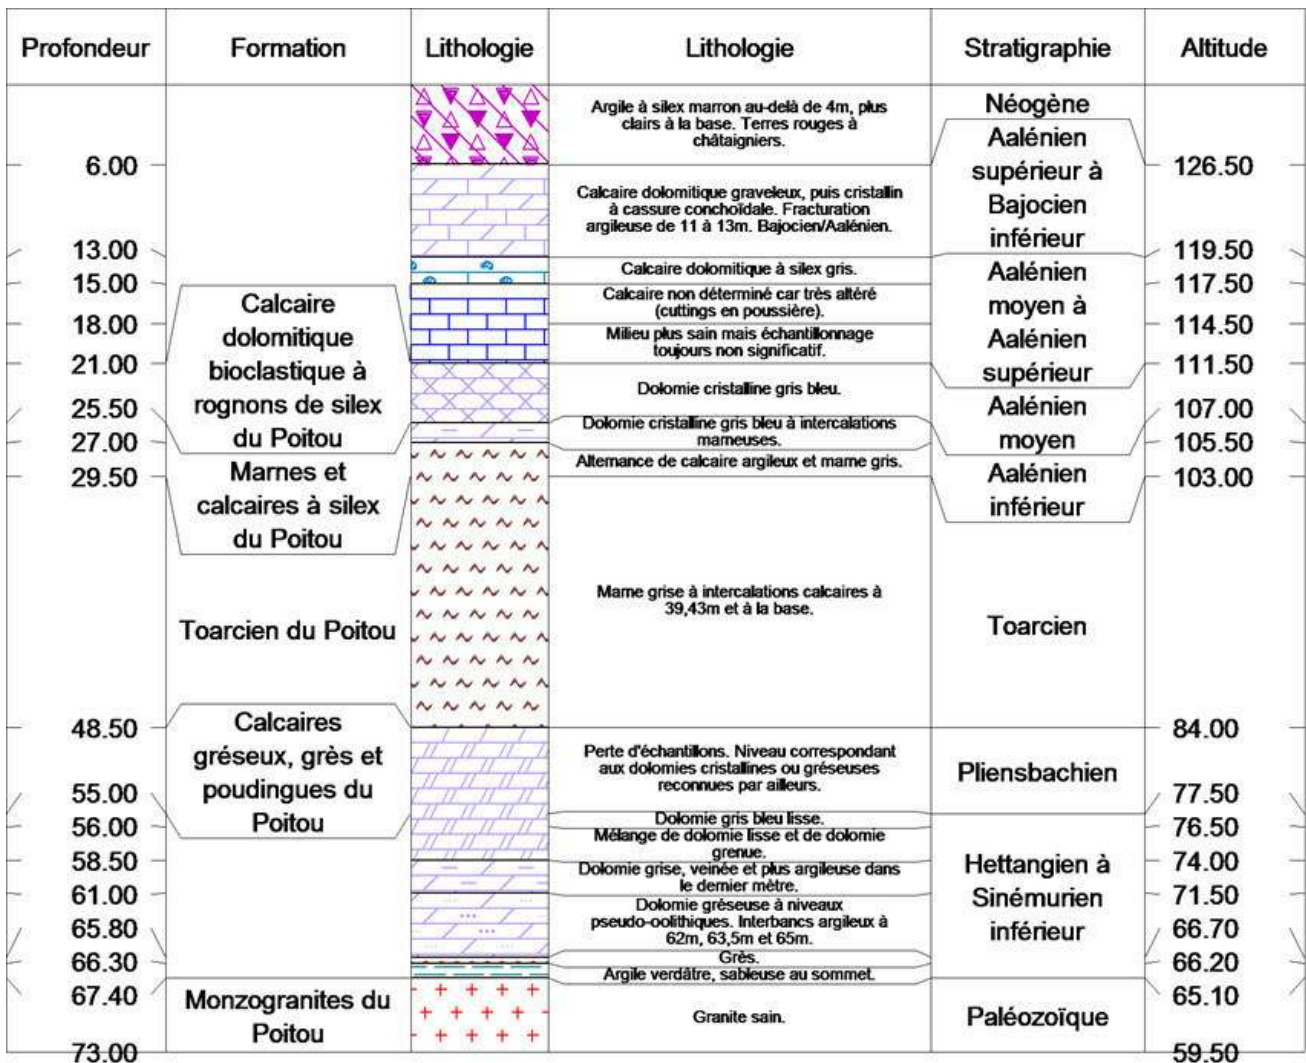 Profondeur
Formation
Lithologie
Lithologie
Stratigraphie
Altitude
Argile à silex marron au-delà de 4m, plus
clairs à la base. Terres rouges à
châtaigniers.
Néogène
6.00
126.50
Calcaire dolomitique graveleux, puis cristallin
à cassure conchoïdale. Fracturation
argileuse de 11 à 13m. Bajocien/Aalénien.
Aalénien
supérieur à
Bajocien
inférieur
13.00
119.50
Calcaire dolomitique à silex gris.
15.00
117.50
Calcaire
dolomitique
bioclastique à
rognons de silex
du Poitou
Calcaire non déterminé car très altéré
(cuttings en poussière).
Aalénien
moyen à
Aalénien
supérieur
18.00
114.50
Milieu plus sain mais échantillonnage
toujours non significatif.
21.00
111.50
Dolomie cristalline gris bleu.
Aalénien
moyen
25.50
107.00
Dolomie cristalline gris bleu à intercalations
marneuses.
27.00
105.50
Marnes et
calcaires à silex
du Poitou
Alternance de calcaire argileux et marne gris.
Aalénien
inférieur
29.50
103.00
Toarcien du Poitou
Marne grise à intercalations calcaires à
39,43m et à la base.
Toarcien
48.50
84.00
Calcaires
gréseux, grès et
poudingues du
Poitou
Perte d'échantillons. Niveau correspondant
aux dolomies cristallines ou gréseuses
reconnues par ailleurs.
Pliensbachien
55.00
77.50
Dolomie gris bleu lisse.
56.00
76.50
Mélange de dolomie lisse et de dolomie
grenue.
58.50
74.00
Dolomie grise, veinée et plus argileuse dans
le dernier mètre.
Hettangien à
Sinémurien
inférieur
61.00
71.50
Dolomie gréseuse à niveaux
pseudo-oolithiques. Interbancs argileux à
62m, 63,5m et 65m.
65.80
66.70
Grès.
66.30
66.20
Argile verdâtre, sableuse au sommet.
67.40
65.10
Monzogranites du
Poitou
Granite sain.
Paléozoïque
73.00
59.50